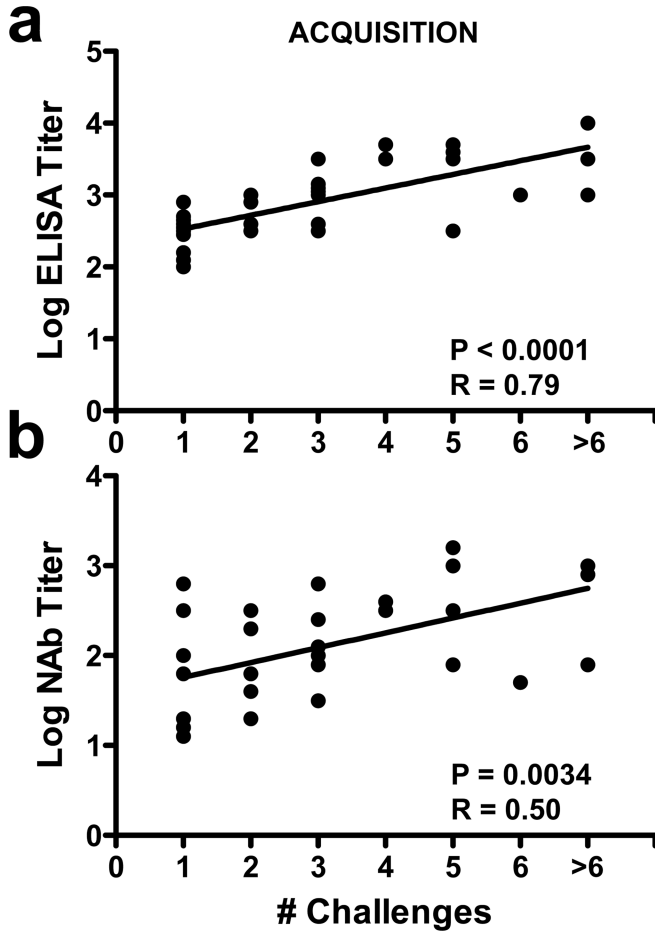 a
ACQUISITION
Log ELISA Titer
5
4
3
2
1
0
P < 0.0001
R = 0.79
0 1 2 3 4 5 6 >6
b
Log NAb Titer
4
3
2
1
0
P = 0.0034
R = 0.50
0 1 2 3 4 5 6 >6
# Challenges